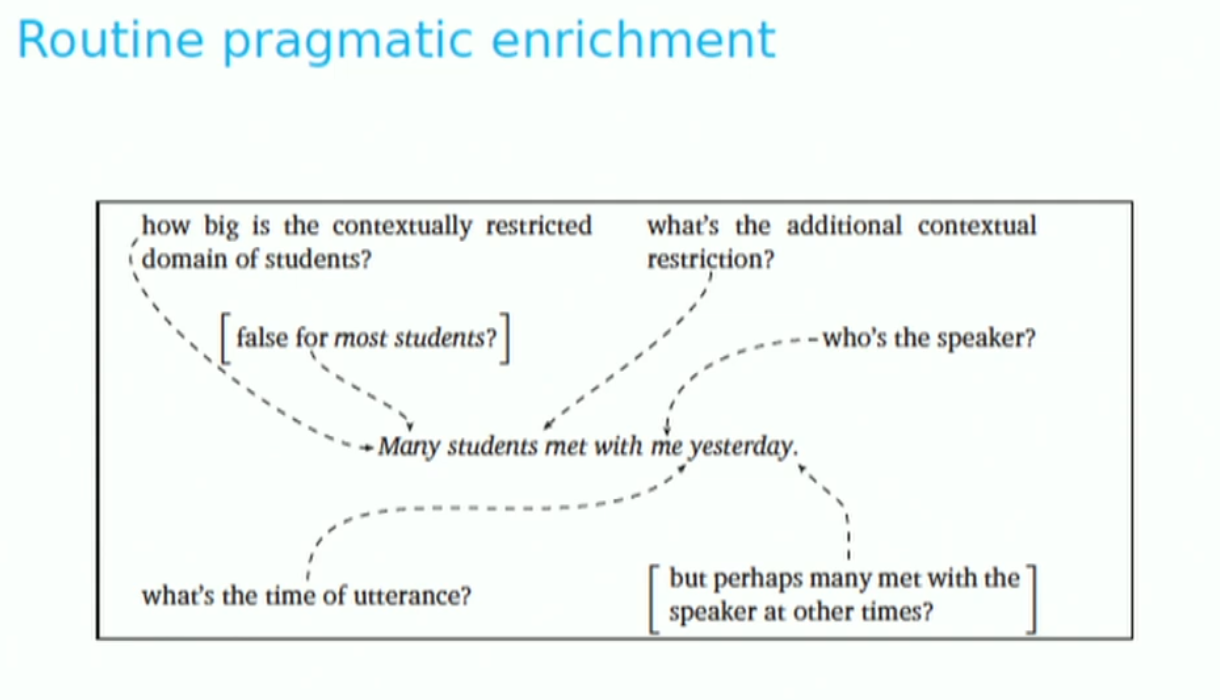 Routine pragmatic enrichment
how big is the contextually restricted
domain of students?
what's the additional contextual
restriction?
[false for most students?]
who's the speaker?
Many students met with me yesterday.
what's the time of utterance?
[but perhaps many met with the
speaker at other times?]